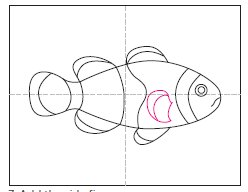 7. Add the side fin